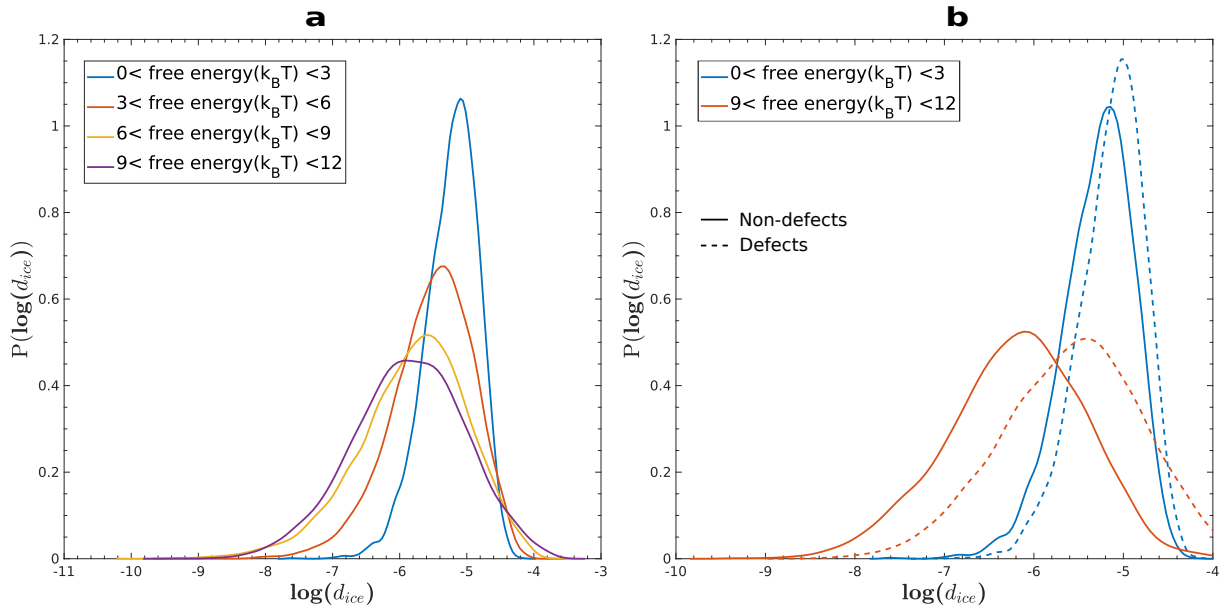 a
0< free energy(k_BT) <3
3< free energy(k_BT) <6
6< free energy(k_BT) <9
9< free energy(k_BT) <12
P(log(d_ice))
1.2
1
0.8
0.6
0.4
0.2
0
-11 -10 -9 -8 -7 -6 -5 -4 -3
log(d_ice)
b
0< free energy(k_BT) <3
9< free energy(k_BT) <12
Non-defects
Defects
P(log(d_ice))
1.2
1
0.8
0.6
0.4
0.2
0
-10 -9 -8 -7 -6 -5 -4
log(d_ice)